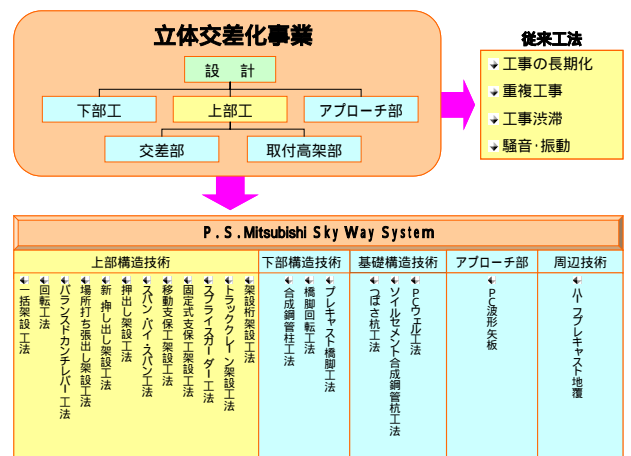 立体交差化事業
設　計
下部工
上部工
アプローチ部
交差部
取付高架部
従来工法
工事の長期化
重複工事
工事渋滞
騒音・振動
P.S.Mitsubishi Sky Way System
上部構造技術
一括架設工法
回転工法
バランスドカンチレバー工法
場所打ち張出し架設工法
新・押し出し架設工法
押出し架設工法
スパン・バイ・スパン工法
移動支保工架設工法
固定式支保工架設工法
スプライスガーダー工法
トラッククレーン架設工法
架設桁架設工法
下部構造技術
合成鋼管柱工法
橋脚回転工法
プレキャスト橋脚工法
基礎構造技術
つばさ杭工法
ソイルセメント合成鋼管杭工法
PCウェル工法
アプローチ部
PC波形矢板
周辺技術
ハーフプレキャスト地覆